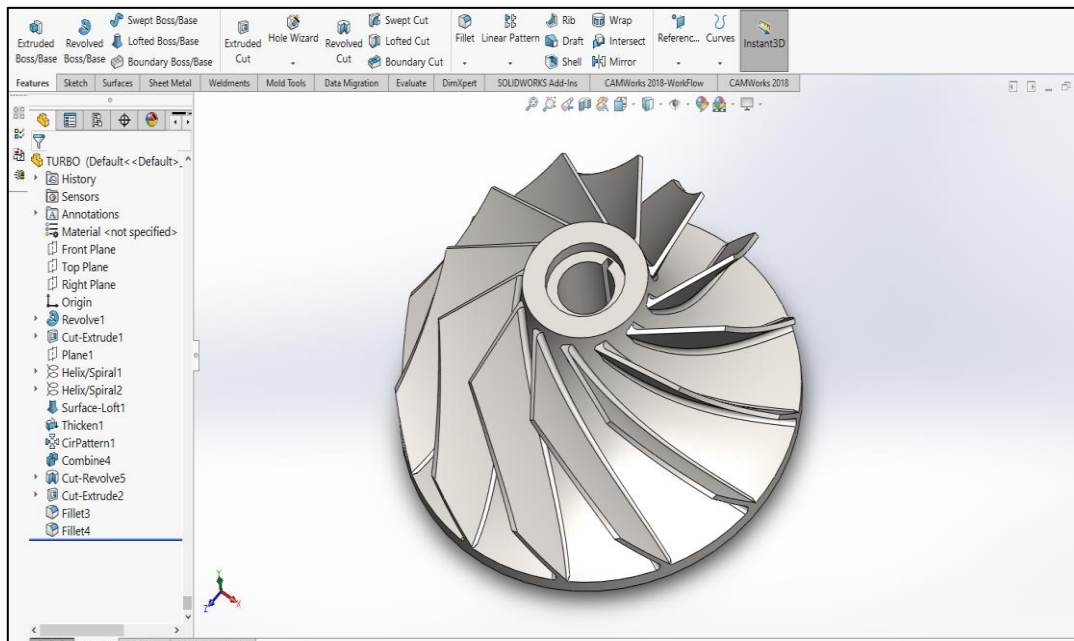 Extruded Boss/Base
Revolved Boss/Base
Swept Boss/Base
Lofted Boss/Base
Boundary Boss/Base
Extruded Cut
Hole Wizard
Revolved Cut
Swept Cut
Lofted Cut
Boundary Cut
Fillet
Linear Pattern
Rib
Draft
Shell
Wrap
Intersect
Mirror
Referenc...
Curves
Instant3D
Features
Sketch
Surfaces
Sheet Metal
Weldments
Mold Tools
Data Migration
Evaluate
DimXpert
SOLIDWORKS Add-Ins
CAMWorks 2018-WorkFlow
CAMWorks 2018
TURBO (Default<<Default>_
History
Sensors
Annotations
Material <not specified>
Front Plane
Top Plane
Right Plane
Origin
Revolve1
Cut-Extrude1
Plane1
Helix/Spiral1
Helix/Spiral2
Surface-Loft1
Thicken1
CirPattern1
Combine4
Cut-Revolve5
Cut-Extrude2
Fillet3
Fillet4
Y
Z
X